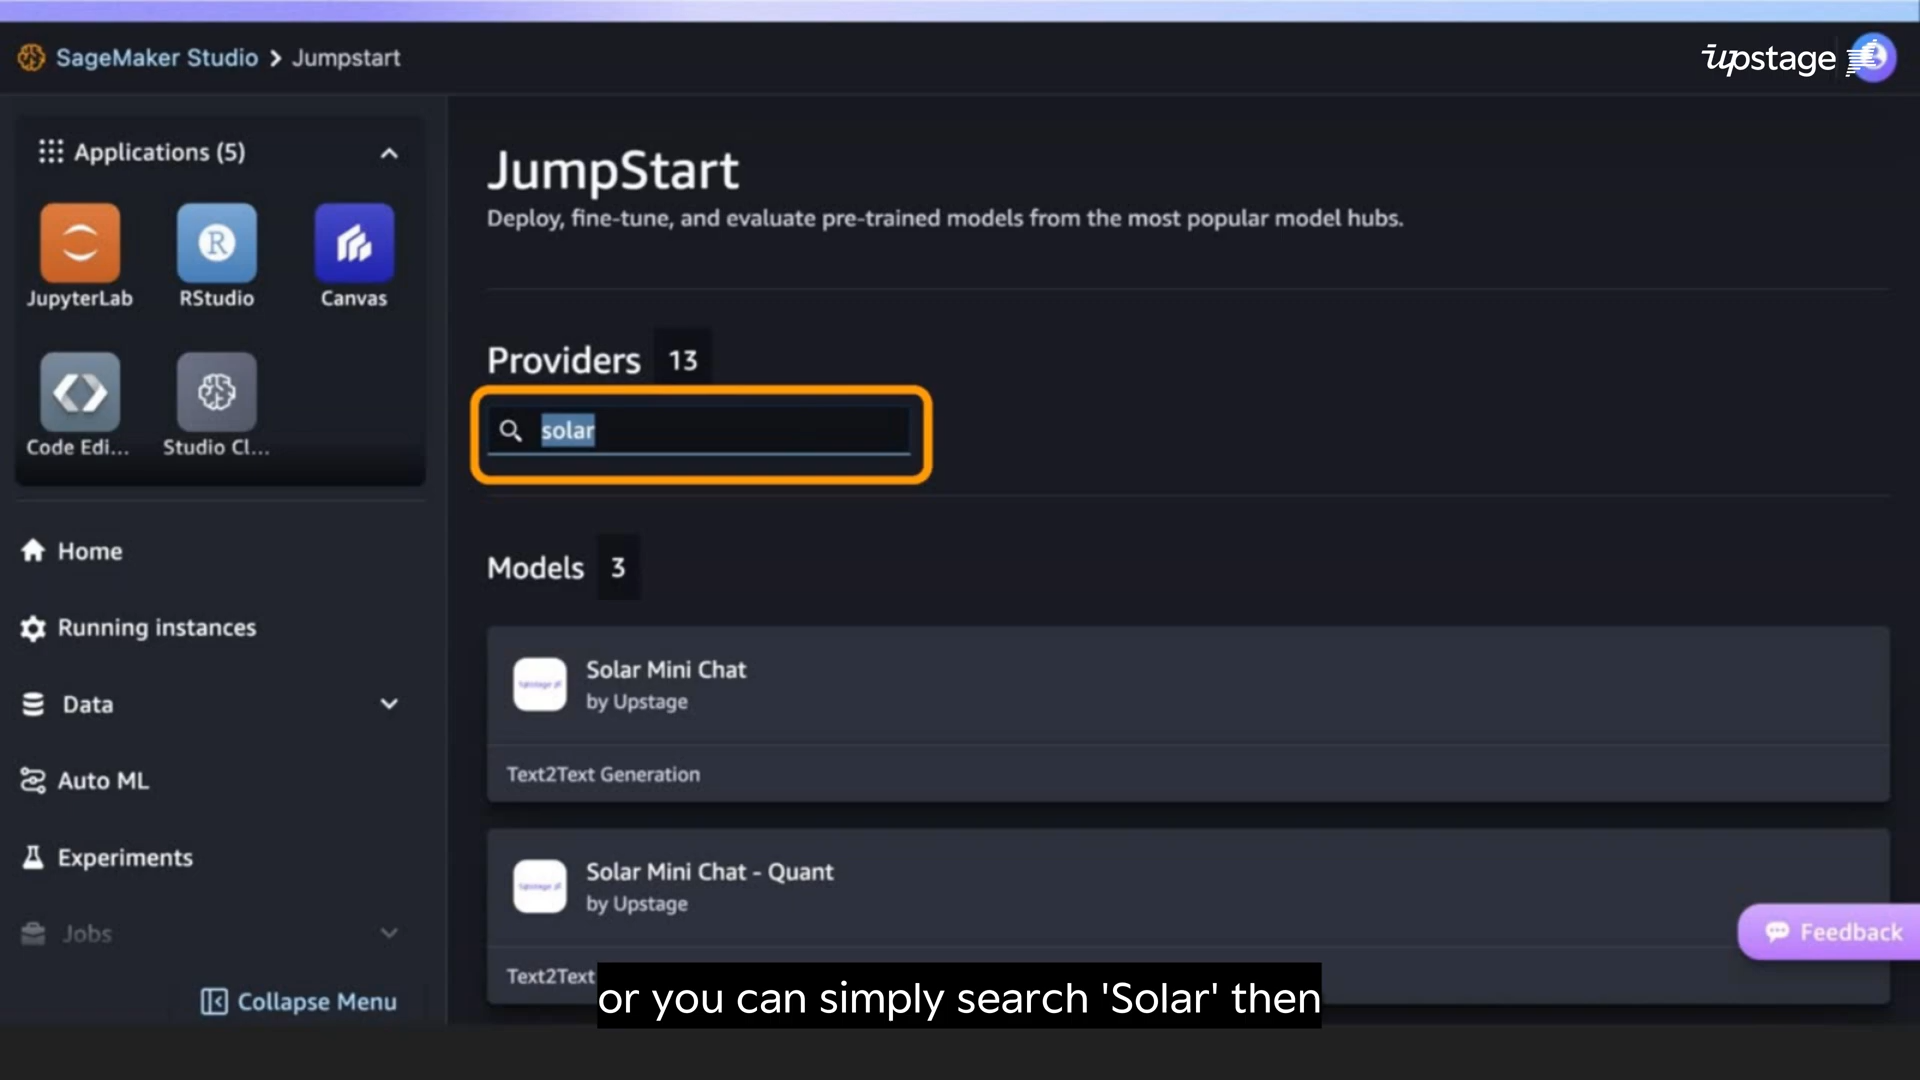 SageMaker Studio > Jumpstart
upstage
Applications (5)
JupyterLab
RStudio
Canvas
Code Edi...
Studio Cl...
Home
Running instances
Data
Auto ML
Experiments
Jobs
Collapse Menu
JumpStart
Deploy, fine-tune, and evaluate pre-trained models from the most popular model hubs.
Providers 13
solar
Models 3
Solar Mini Chat
by Upstage
Text2Text Generation
Solar Mini Chat - Quant
by Upstage
Text2Text
Feedback
or you can simply search 'Solar' then